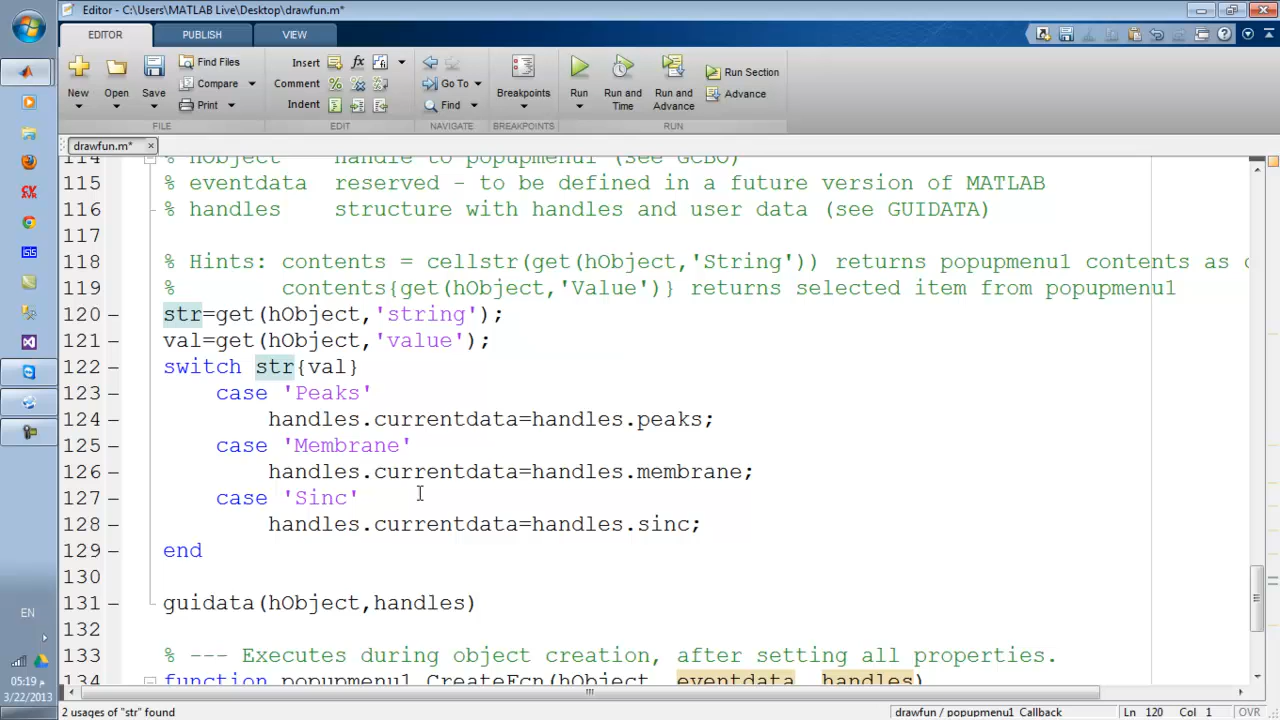 Editor - C:\Users\MATLAB Live\Desktop\drawfun.m*
EDITOR PUBLISH VIEW
New Open Save Find Files Compare Print
Insert fx Comment Indent
Go To Find
Breakpoints
Run Run and Time Run and Advance Run Section Advance
FILE EDIT NAVIGATE BREAKPOINTS RUN
drawfun.m*
114 % hObject    handle to popupmenu1 (see GCBO)
115 % eventdata  reserved - to be defined in a future version of MATLAB
116 % handles    structure with handles and user data (see GUIDATA)
117
118 % Hints: contents = cellstr(get(hObject,'String')) returns popupmenu1 contents as c
119 %        contents{get(hObject,'Value')} returns selected item from popupmenu1
120 – str=get(hObject,'string');
121 – val=get(hObject,'value');
122 – switch str{val}
123 –     case 'Peaks'
124 –         handles.currentdata=handles.peaks;
125 –     case 'Membrane'
126 –         handles.currentdata=handles.membrane;
127 –     case 'Sinc'
128 –         handles.currentdata=handles.sinc;
129 – end
130
131 – guidata(hObject,handles)
132
133 % --- Executes during object creation, after setting all properties.
134 function popupmenu1_CreateFcn(hObject, eventdata, handles)
2 usages of "str" found
drawfun / popupmenu1_Callback
Ln 120 Col 1 OVR
CV
AVR
ISIS
EN
05:19 م
3/22/2013